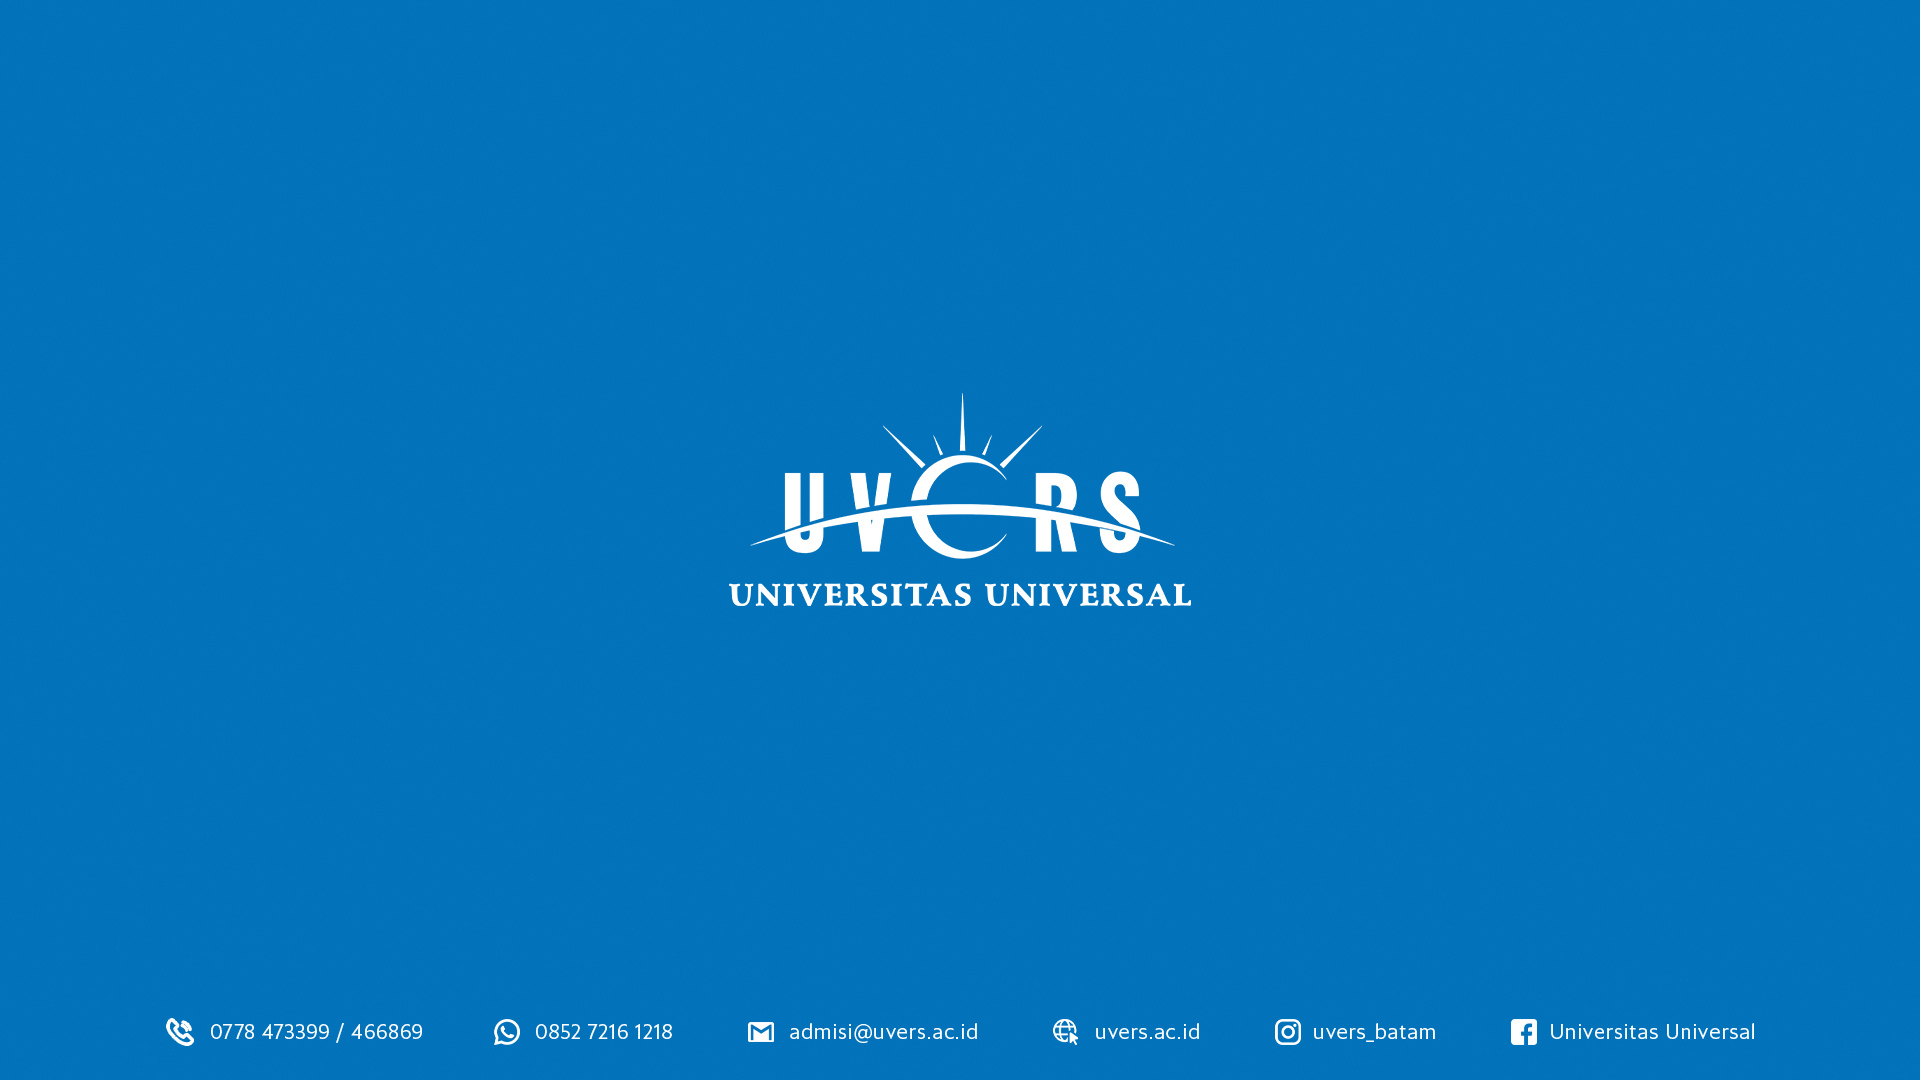 UVERS
UNIVERSITAS UNIVERSAL
0778 473399 / 466869
0852 7216 1218
admisi@uvers.ac.id
uvers.ac.id
uvers_batam
Universitas Universal